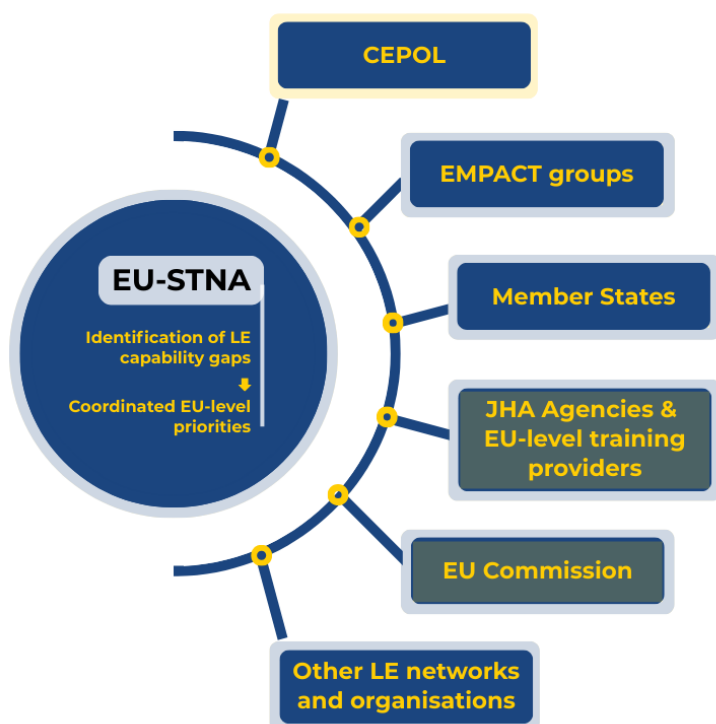 CEPOL
EMPACT groups
EU-STNA
Member States
Identification of LE
capability gaps
Coordinated EU-level
priorities
JHA Agencies &
EU-level training
providers
EU Commission
Other LE networks
and organisations